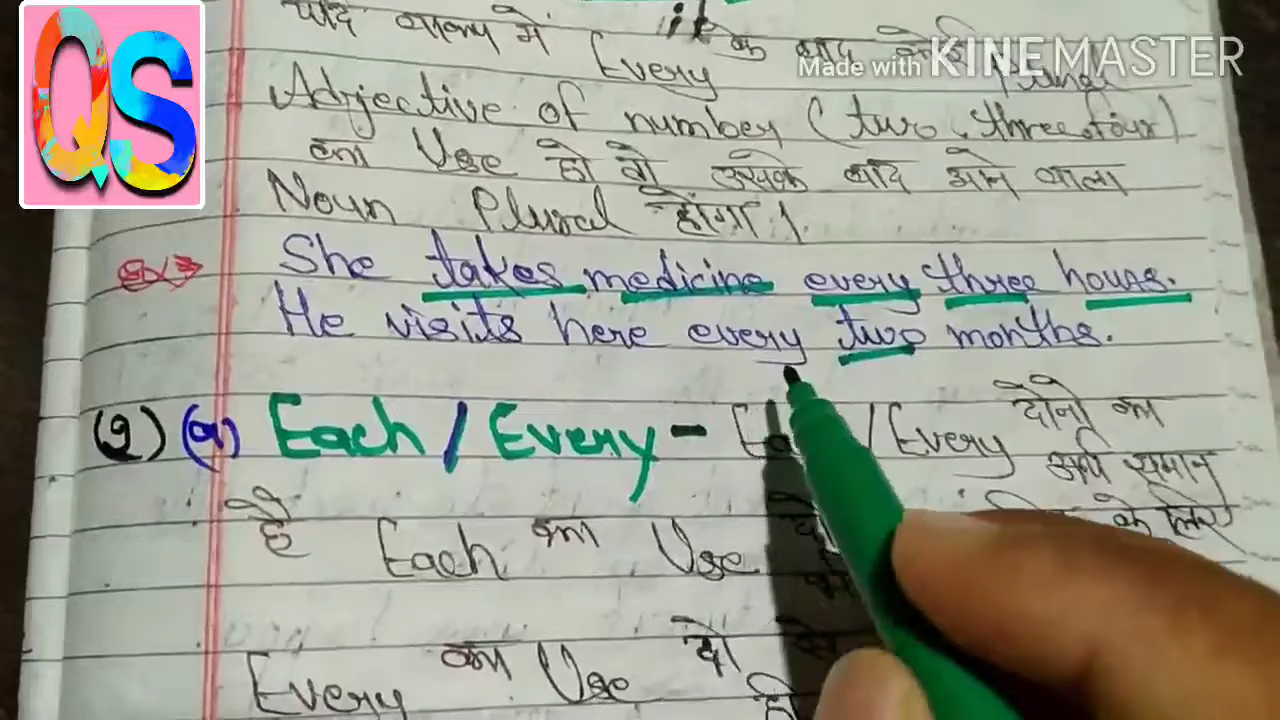 QS
Made with KINEMASTER
यदि वाक्य में Every के बाद कोई Plural
Adjective of number (two, three, four)
का Use हो तो उसके बाद आने वाला
Noun Plural होगा।
Ex→ She takes medicine every three hours.
He visits here every two months.
(2) (a) Each / Every - / Every दोनों का
अर्थ समान
है Each का Use के लिए
Every का Use दो से